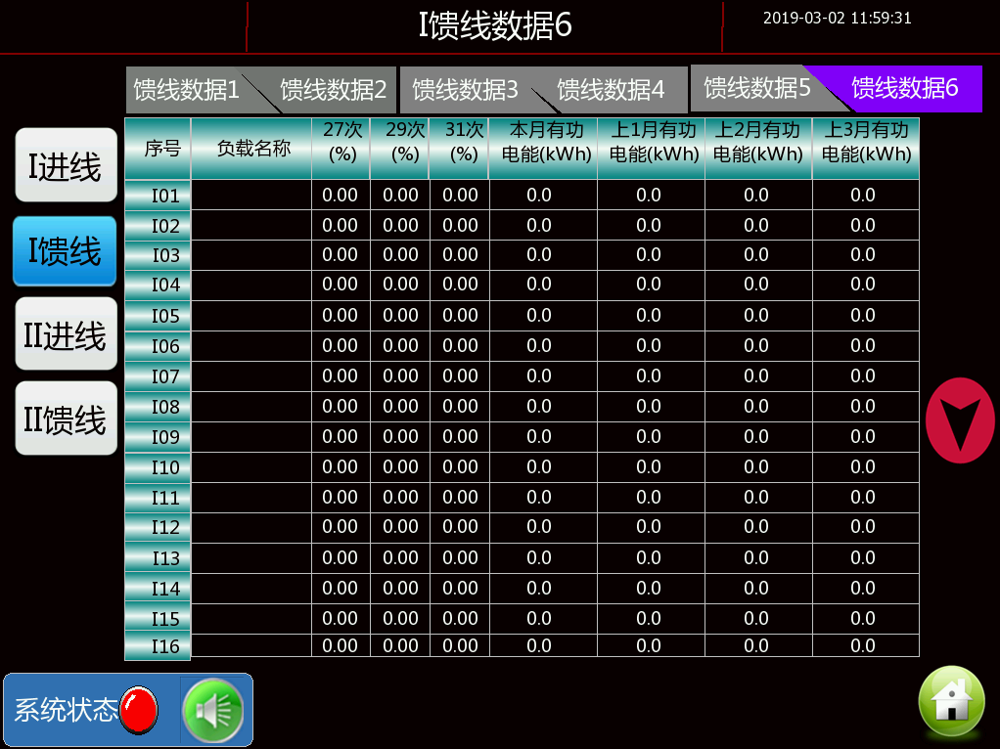 I馈线数据6
2019-03-02 11:59:31
馈线数据1 馈线数据2 馈线数据3 馈线数据4 馈线数据5 馈线数据6
I进线
I馈线
II进线
II馈线
序号 负载名称 27次(%) 29次(%) 31次(%) 本月有功电能(kWh) 上1月有功电能(kWh) 上2月有功电能(kWh) 上3月有功电能(kWh)
I01 0.00 0.00 0.00 0.0 0.0 0.0 0.0
I02 0.00 0.00 0.00 0.0 0.0 0.0 0.0
I03 0.00 0.00 0.00 0.0 0.0 0.0 0.0
I04 0.00 0.00 0.00 0.0 0.0 0.0 0.0
I05 0.00 0.00 0.00 0.0 0.0 0.0 0.0
I06 0.00 0.00 0.00 0.0 0.0 0.0 0.0
I07 0.00 0.00 0.00 0.0 0.0 0.0 0.0
I08 0.00 0.00 0.00 0.0 0.0 0.0 0.0
I09 0.00 0.00 0.00 0.0 0.0 0.0 0.0
I10 0.00 0.00 0.00 0.0 0.0 0.0 0.0
I11 0.00 0.00 0.00 0.0 0.0 0.0 0.0
I12 0.00 0.00 0.00 0.0 0.0 0.0 0.0
I13 0.00 0.00 0.00 0.0 0.0 0.0 0.0
I14 0.00 0.00 0.00 0.0 0.0 0.0 0.0
I15 0.00 0.00 0.00 0.0 0.0 0.0 0.0
I16 0.00 0.00 0.00 0.0 0.0 0.0 0.0
系统状态